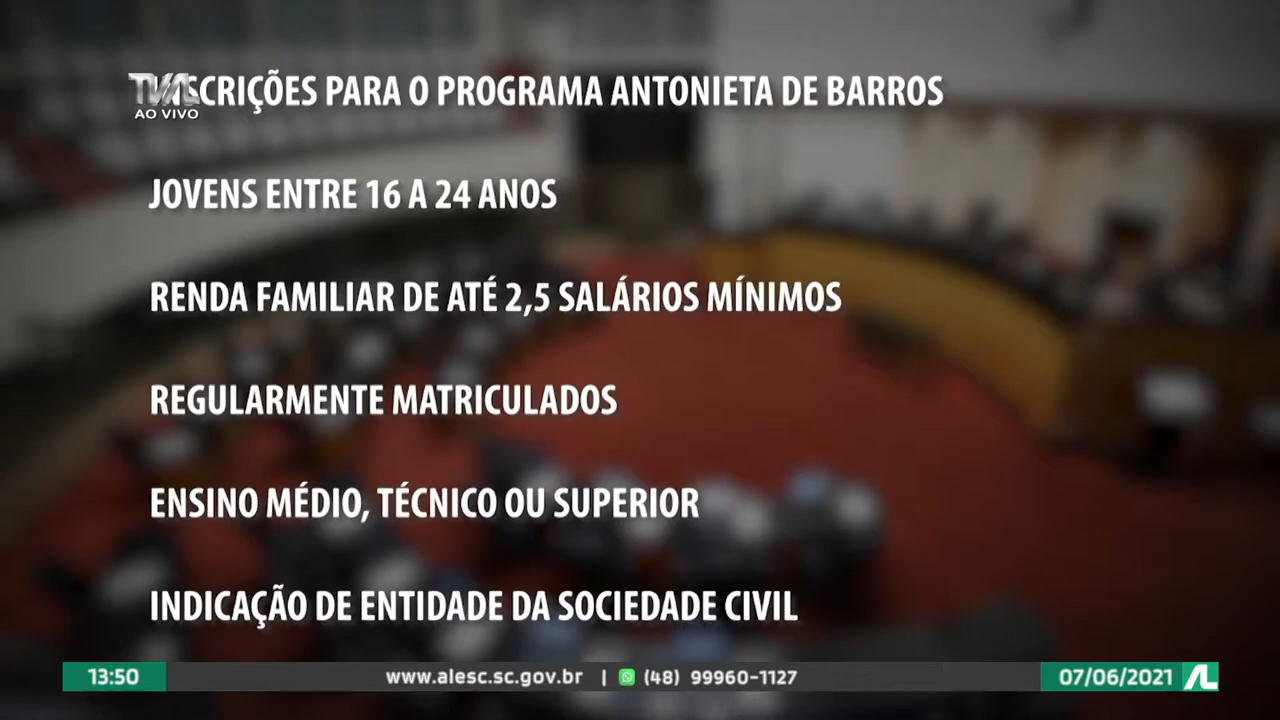 TVAL
AO VIVO
INSCRIÇÕES PARA O PROGRAMA ANTONIETA DE BARROS
JOVENS ENTRE 16 A 24 ANOS
RENDA FAMILIAR DE ATÉ 2,5 SALÁRIOS MÍNIMOS
REGULARMENTE MATRICULADOS
ENSINO MÉDIO, TÉCNICO OU SUPERIOR
INDICAÇÃO DE ENTIDADE DA SOCIEDADE CIVIL
13:50
www.alesc.sc.gov.br | (48) 99960-1127
07/06/2021 AL